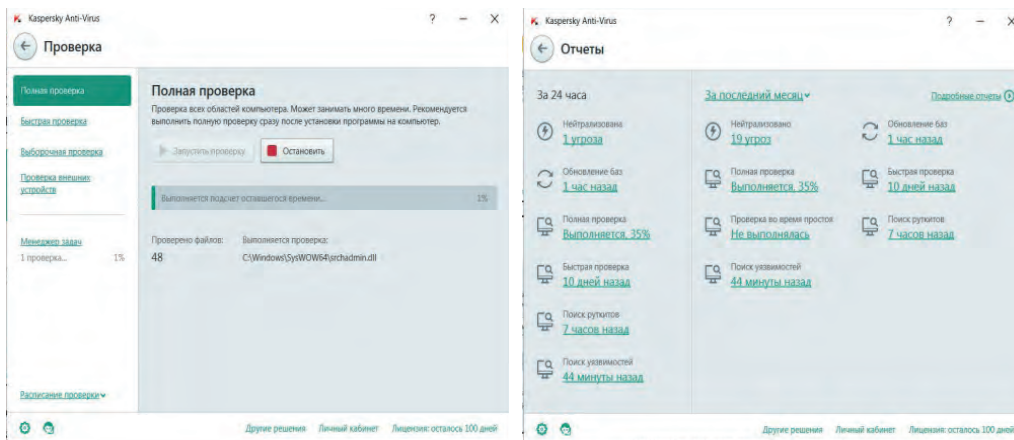 Kaspersky Anti-Virus
?
Проверка
Полная проверка
Быстрая проверка
Выборочная проверка
Проверка внешних
устройств
Менеджер задач
1 проверка... 1%
Расписание проверки
Полная проверка
Проверка всех областей компьютера. Может занимать много времени. Рекомендуется
выполнить полную проверку сразу после установки программы на компьютер.
Запустить проверку Остановить
Выполняется подсчет оставшегося времени... 1%
Проверено файлов: Выполняется проверка:
48 C:\Windows\SysWOW64\srchadmin.dll
Другие решения Личный кабинет Лицензия: осталось 100 дней
Kaspersky Anti-Virus
?
Отчеты
За 24 часа
Нейтрализована
1 угроза
Обновление баз
1 час назад
Полная проверка
Выполняется, 35%
Быстрая проверка
10 дней назад
Поиск руткитов
7 часов назад
Поиск уязвимостей
44 минуты назад
За последний месяц
Подробные отчеты
Нейтрализовано
19 угроз
Полная проверка
Выполняется, 35%
Проверка во время простоя
Не выполнялась
Поиск уязвимостей
44 минуты назад
Обновление баз
1 час назад
Быстрая проверка
10 дней назад
Поиск руткитов
7 часов назад
Другие решения Личный кабинет Лицензия: осталось 100 дней